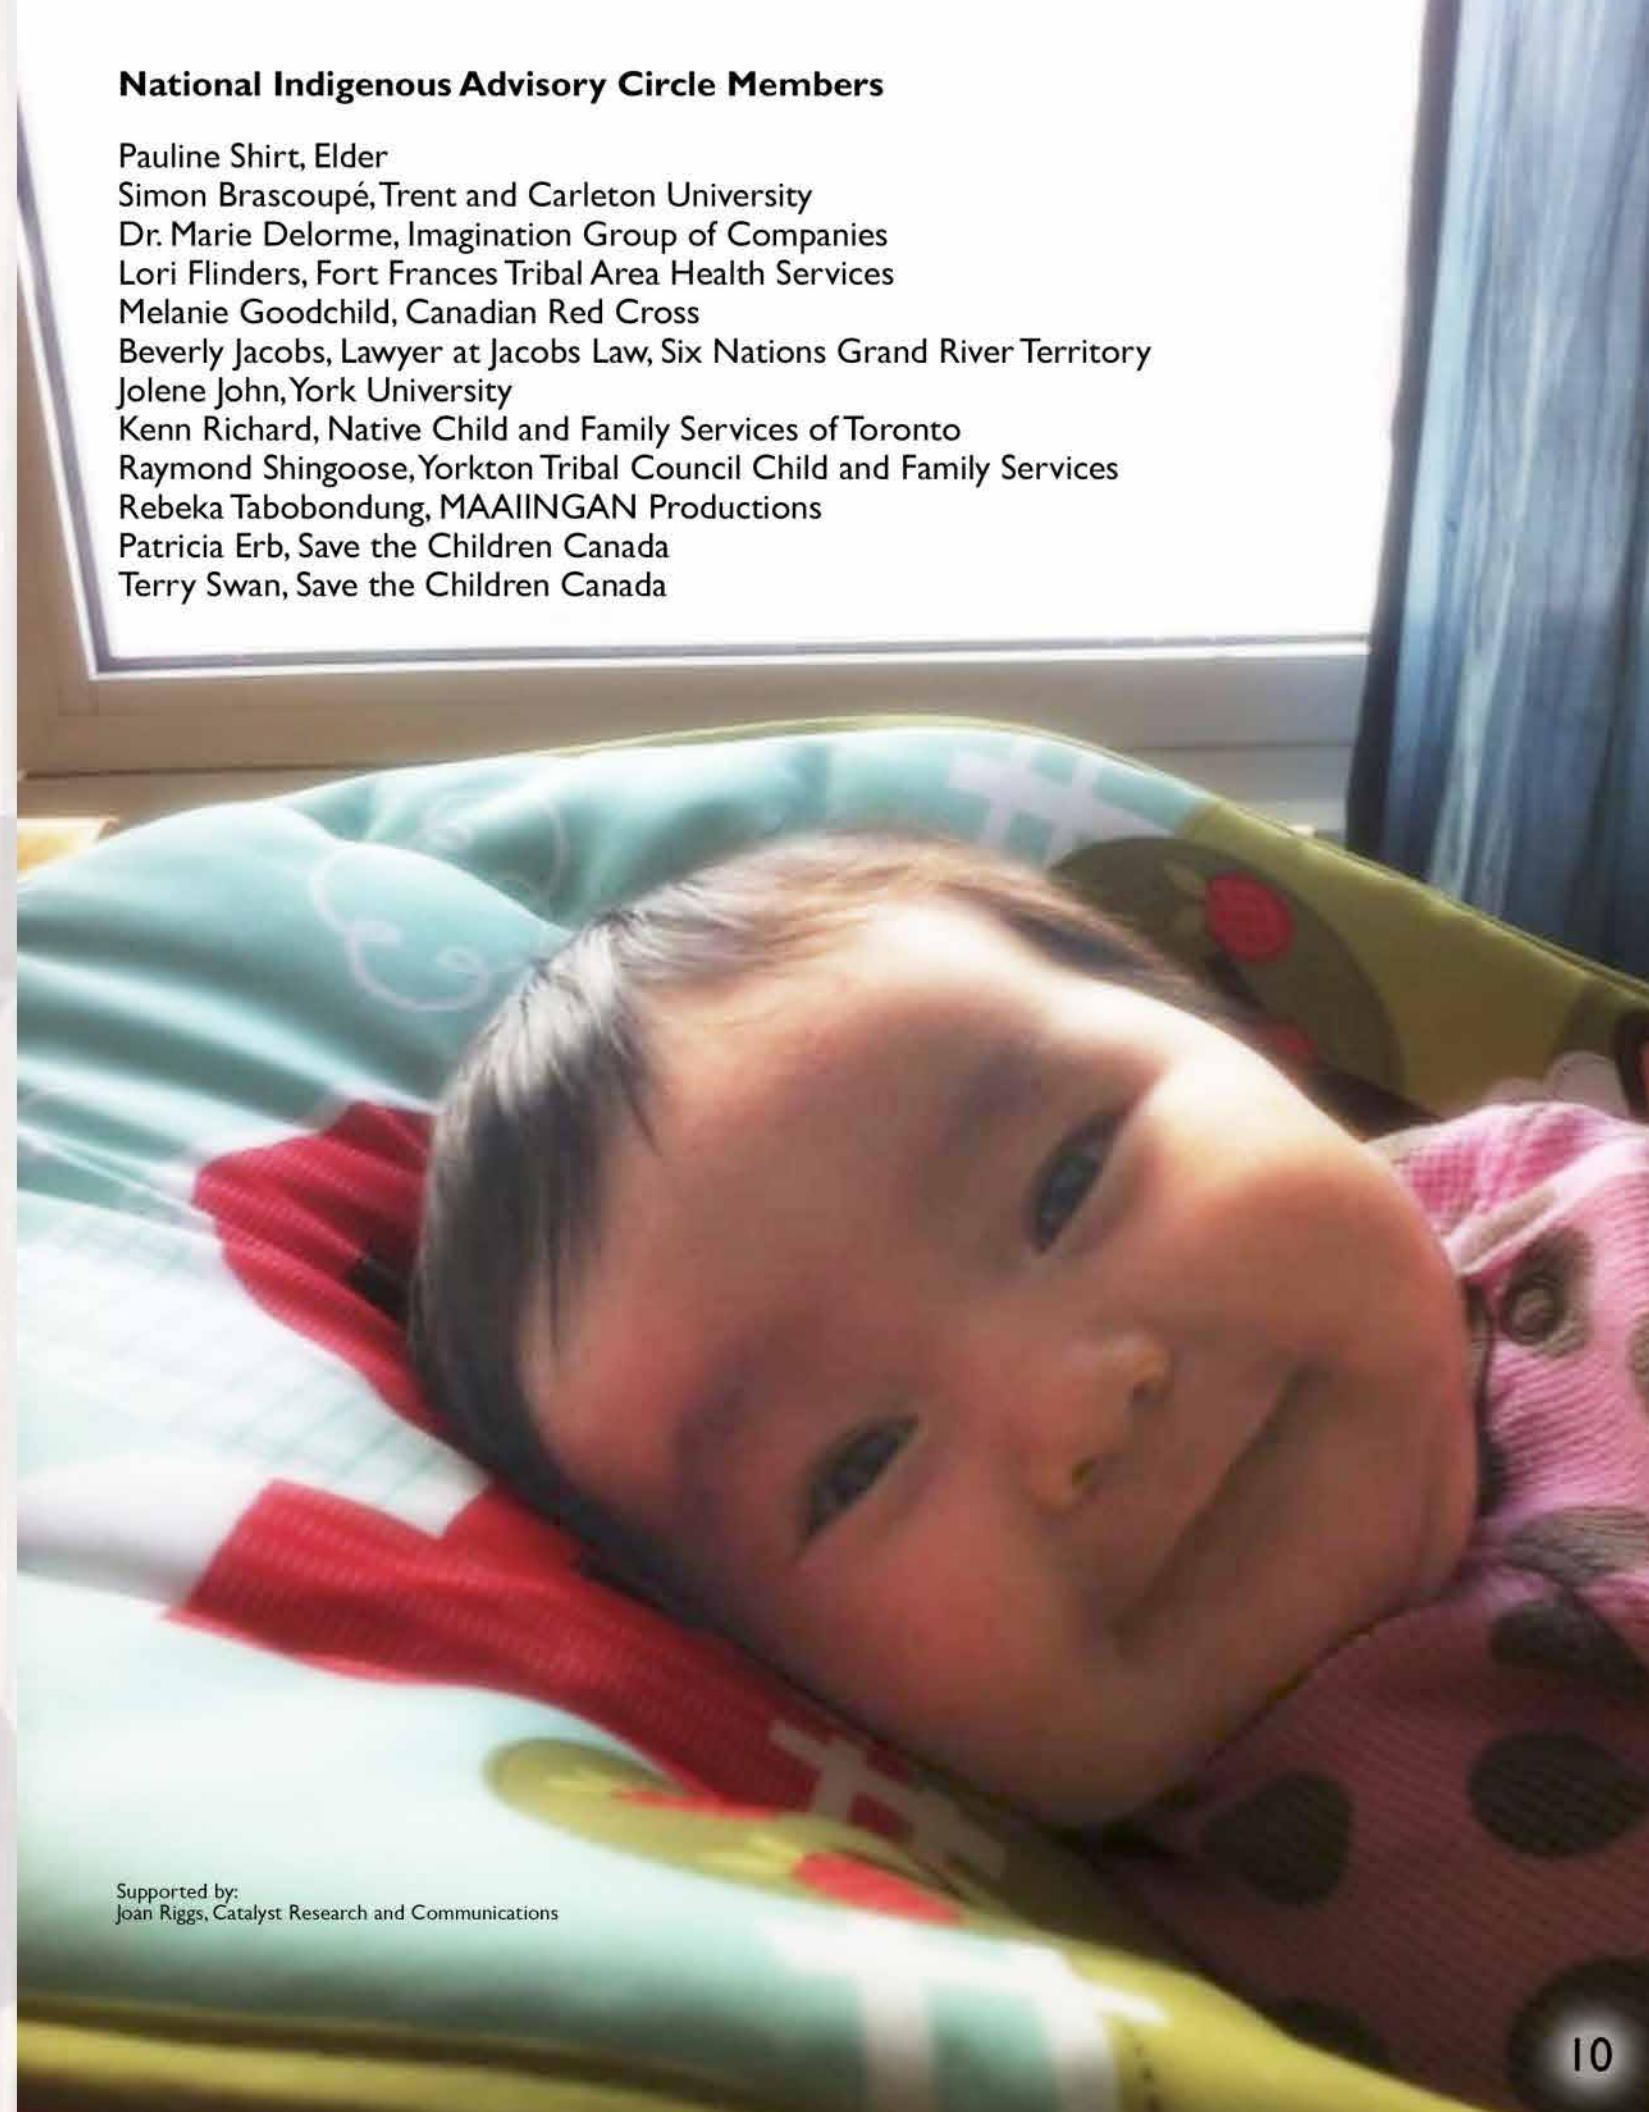 National Indigenous Advisory Circle Members
Pauline Shirt, Elder
Simon Brascoupé, Trent and Carleton University
Dr. Marie Delorme, Imagination Group of Companies
Lori Flinders, Fort Frances Tribal Area Health Services
Melanie Goodchild, Canadian Red Cross
Beverly Jacobs, Lawyer at Jacobs Law, Six Nations Grand River Territory
Jolene John, York University
Kenn Richard, Native Child and Family Services of Toronto
Raymond Shingoose, Yorkton Tribal Council Child and Family Services
Rebeka Tabobondung, MAAIINGAN Productions
Patricia Erb, Save the Children Canada
Terry Swan, Save the Children Canada
Supported by:
Joan Riggs, Catalyst Research and Communications
10